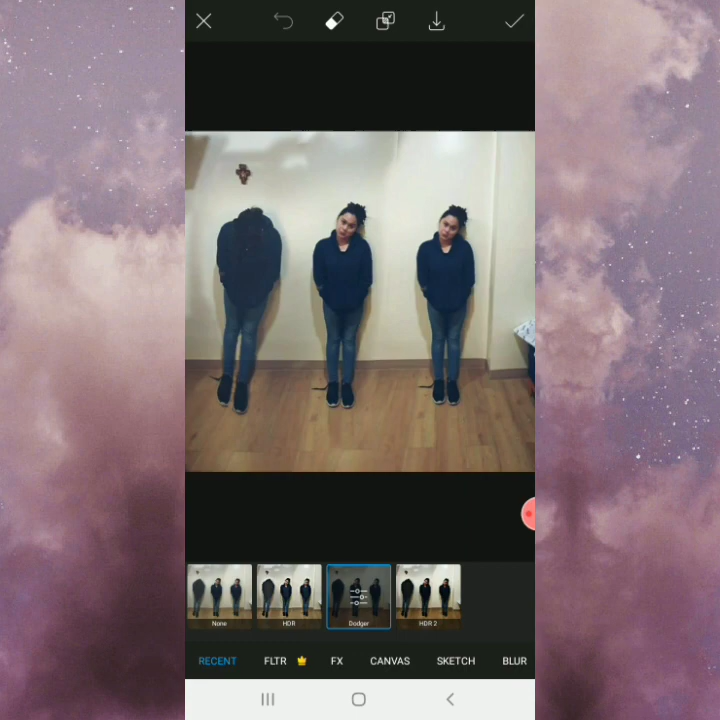 None
HDR
Dodger
HDR 2
RECENT
FLTR
FX
CANVAS
SKETCH
BLUR